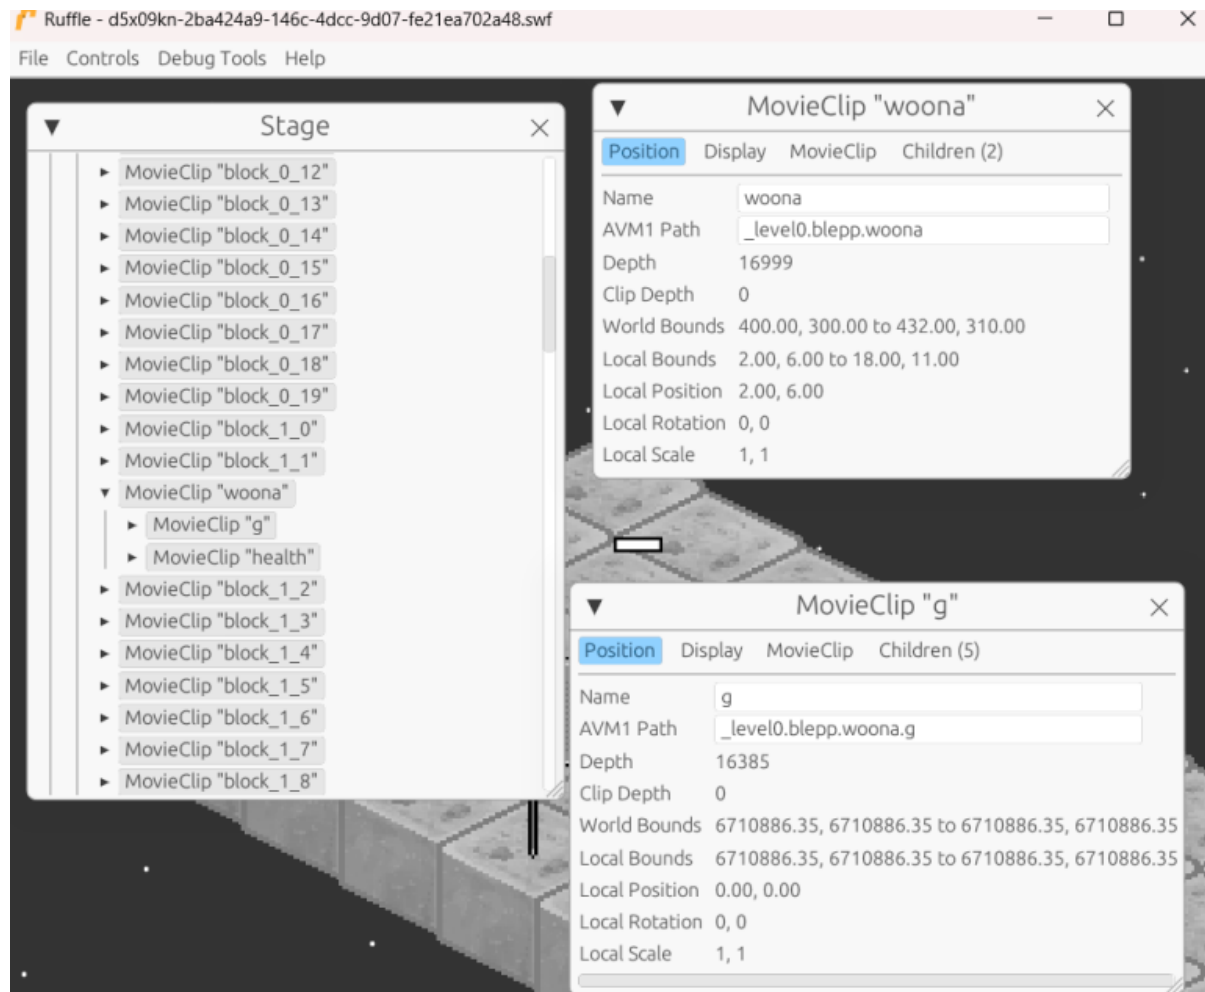 Ruffle - d5x09kn-2ba424a9-146c-4dcc-9d07-fe21ea702a48.swf
File Controls Debug Tools Help
Stage
MovieClip "block_0_12"
MovieClip "block_0_13"
MovieClip "block_0_14"
MovieClip "block_0_15"
MovieClip "block_0_16"
MovieClip "block_0_17"
MovieClip "block_0_18"
MovieClip "block_0_19"
MovieClip "block_1_0"
MovieClip "block_1_1"
MovieClip "woona"
MovieClip "g"
MovieClip "health"
MovieClip "block_1_2"
MovieClip "block_1_3"
MovieClip "block_1_4"
MovieClip "block_1_5"
MovieClip "block_1_6"
MovieClip "block_1_7"
MovieClip "block_1_8"
MovieClip "woona"
Position Display MovieClip Children (2)
Name woona
AVM1 Path _level0.blepp.woona
Depth 16999
Clip Depth 0
World Bounds 400.00, 300.00 to 432.00, 310.00
Local Bounds 2.00, 6.00 to 18.00, 11.00
Local Position 2.00, 6.00
Local Rotation 0, 0
Local Scale 1, 1
MovieClip "g"
Position Display MovieClip Children (5)
Name g
AVM1 Path _level0.blepp.woona.g
Depth 16385
Clip Depth 0
World Bounds 6710886.35, 6710886.35 to 6710886.35, 6710886.35
Local Bounds 6710886.35, 6710886.35 to 6710886.35, 6710886.35
Local Position 0.00, 0.00
Local Rotation 0, 0
Local Scale 1, 1